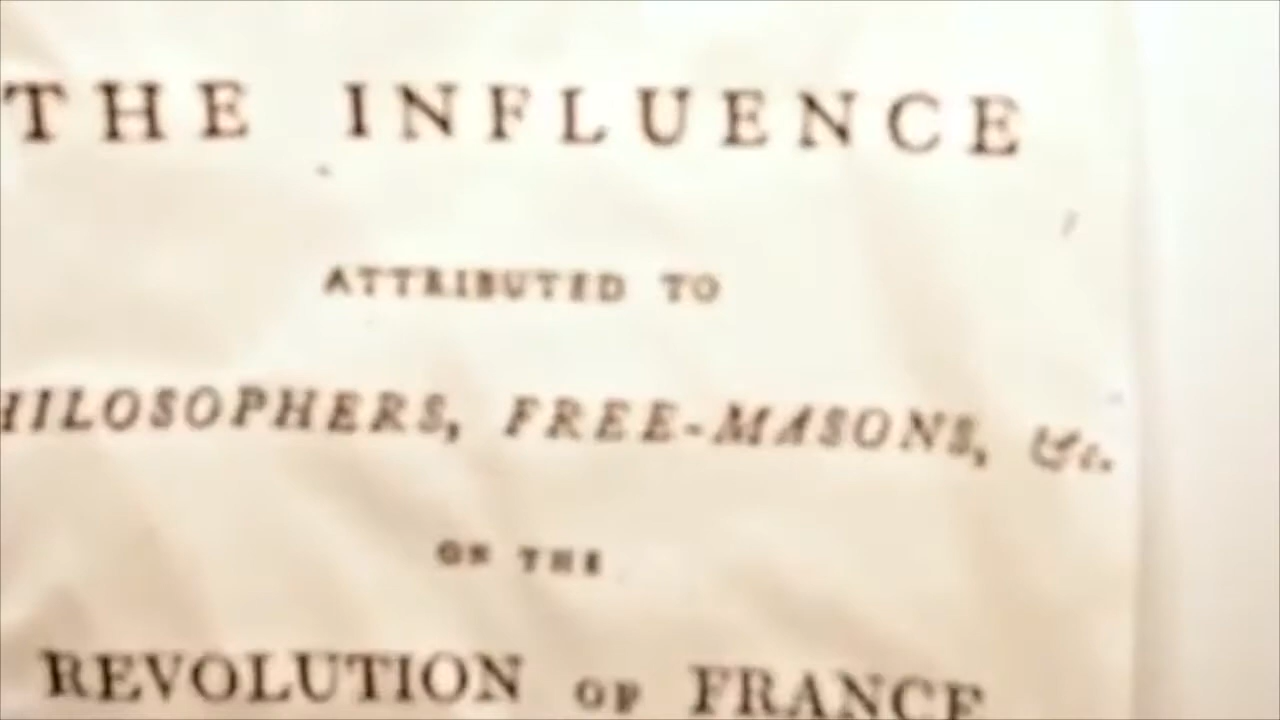 THE INFLUENCE
ATTRIBUTED TO
HILOSOPHERS, FREE-MASONS, &c.
ON THE
REVOLUTION OF FRANCE